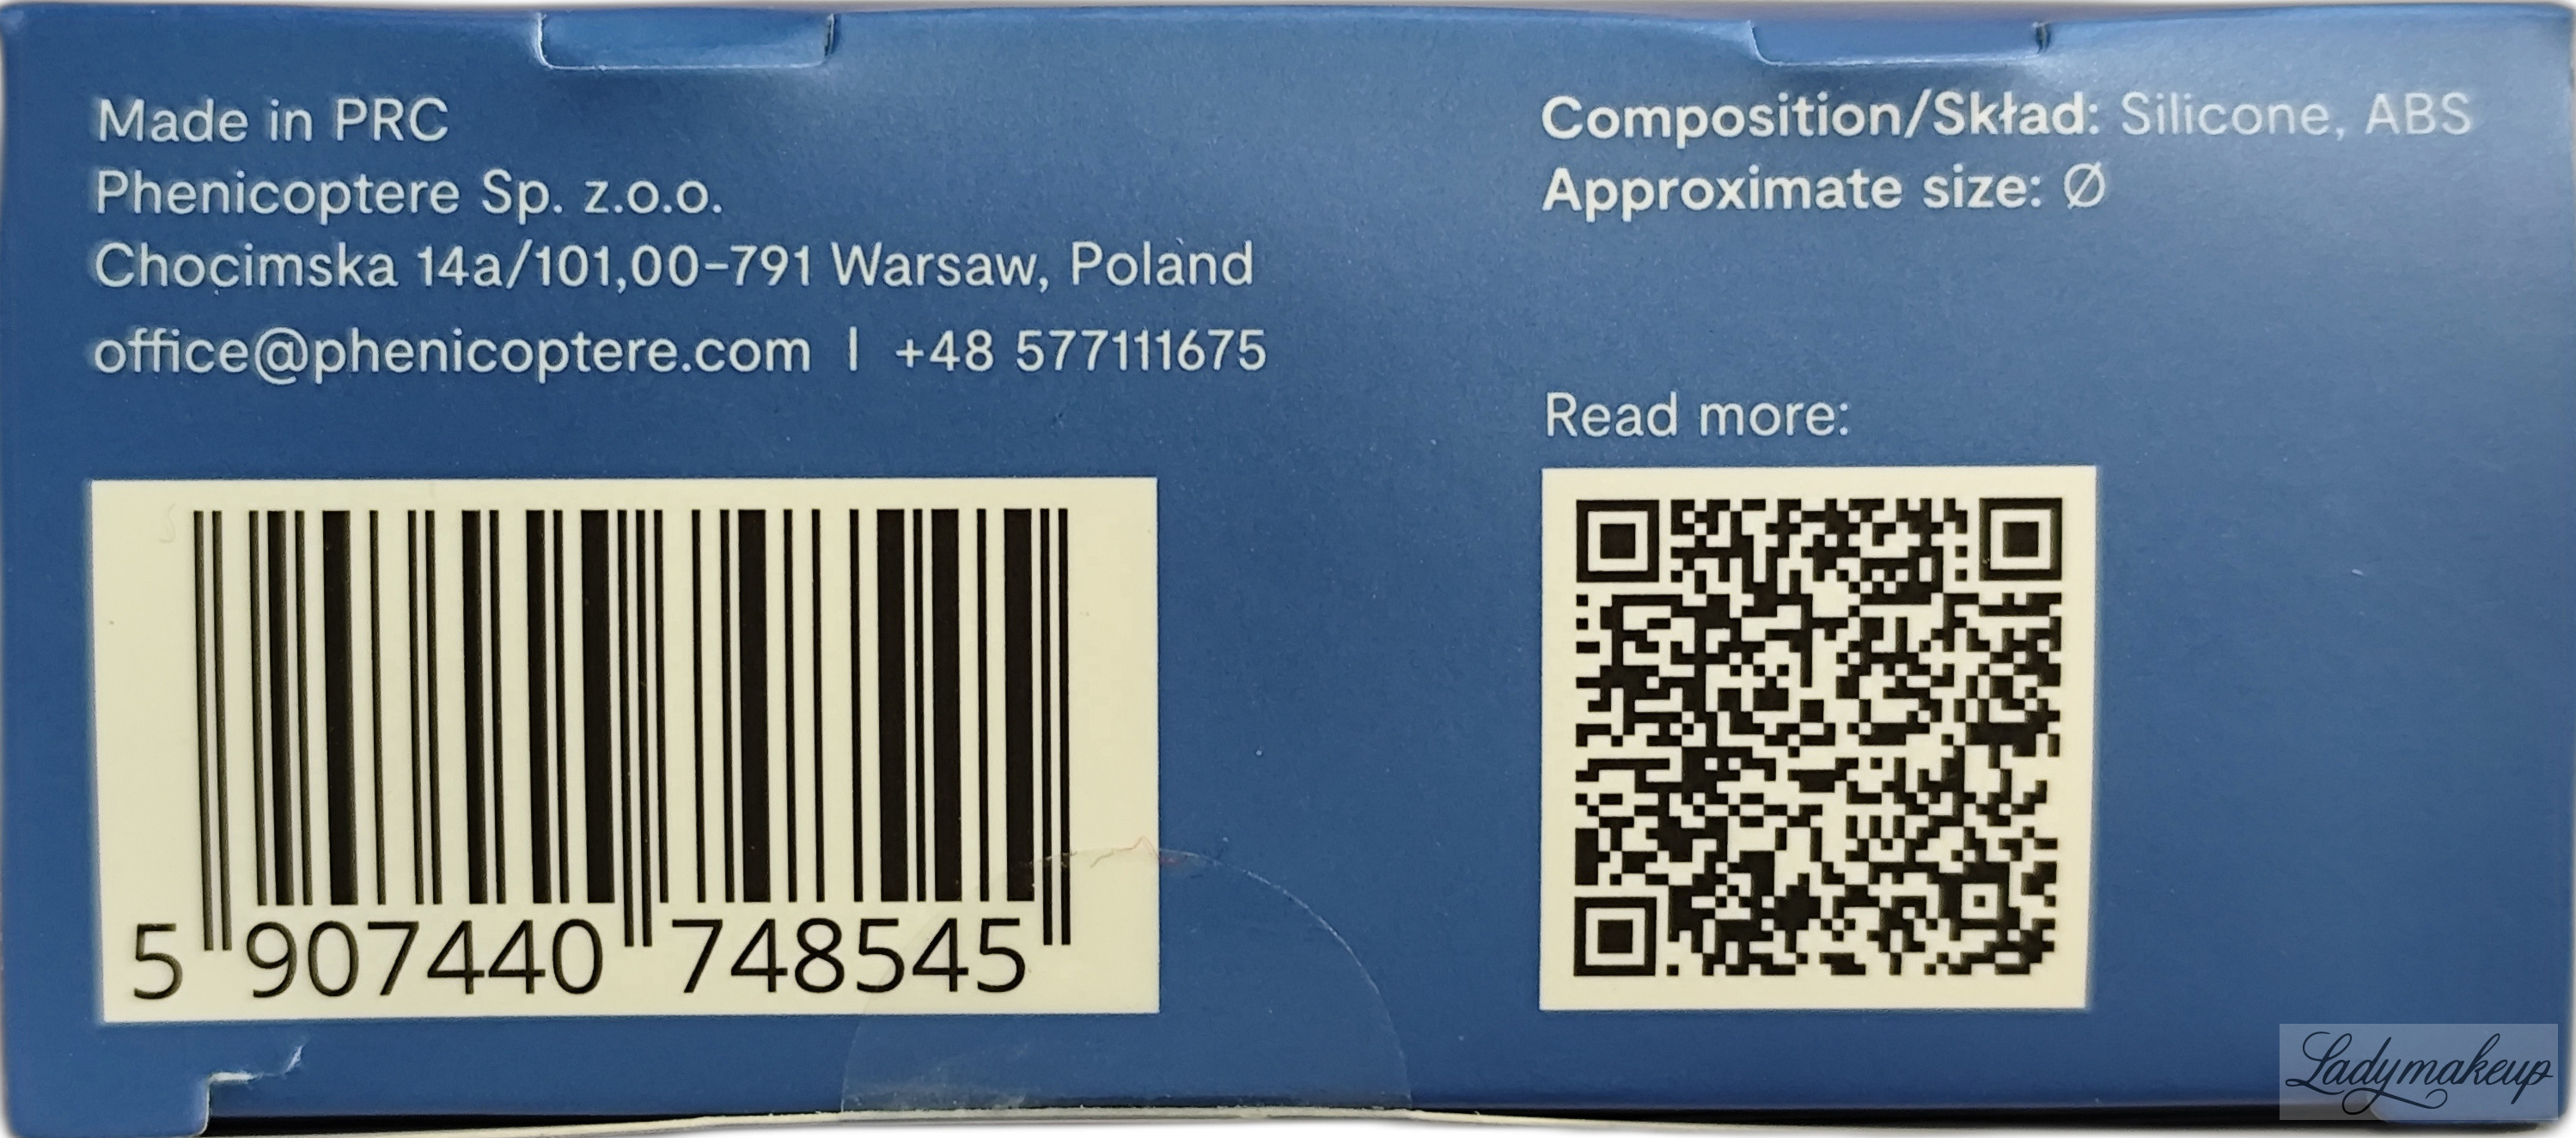 Made in PRC
Phenicoptere Sp. z.o.o.
Chocimska 14a/101,00-791 Warsaw, Poland
office@phenicoptere.com | +48 577111675
5 907440 748545
Composition/Skład: Silicone, ABS
Approximate size: Ø
Read more:
Ladymakeup